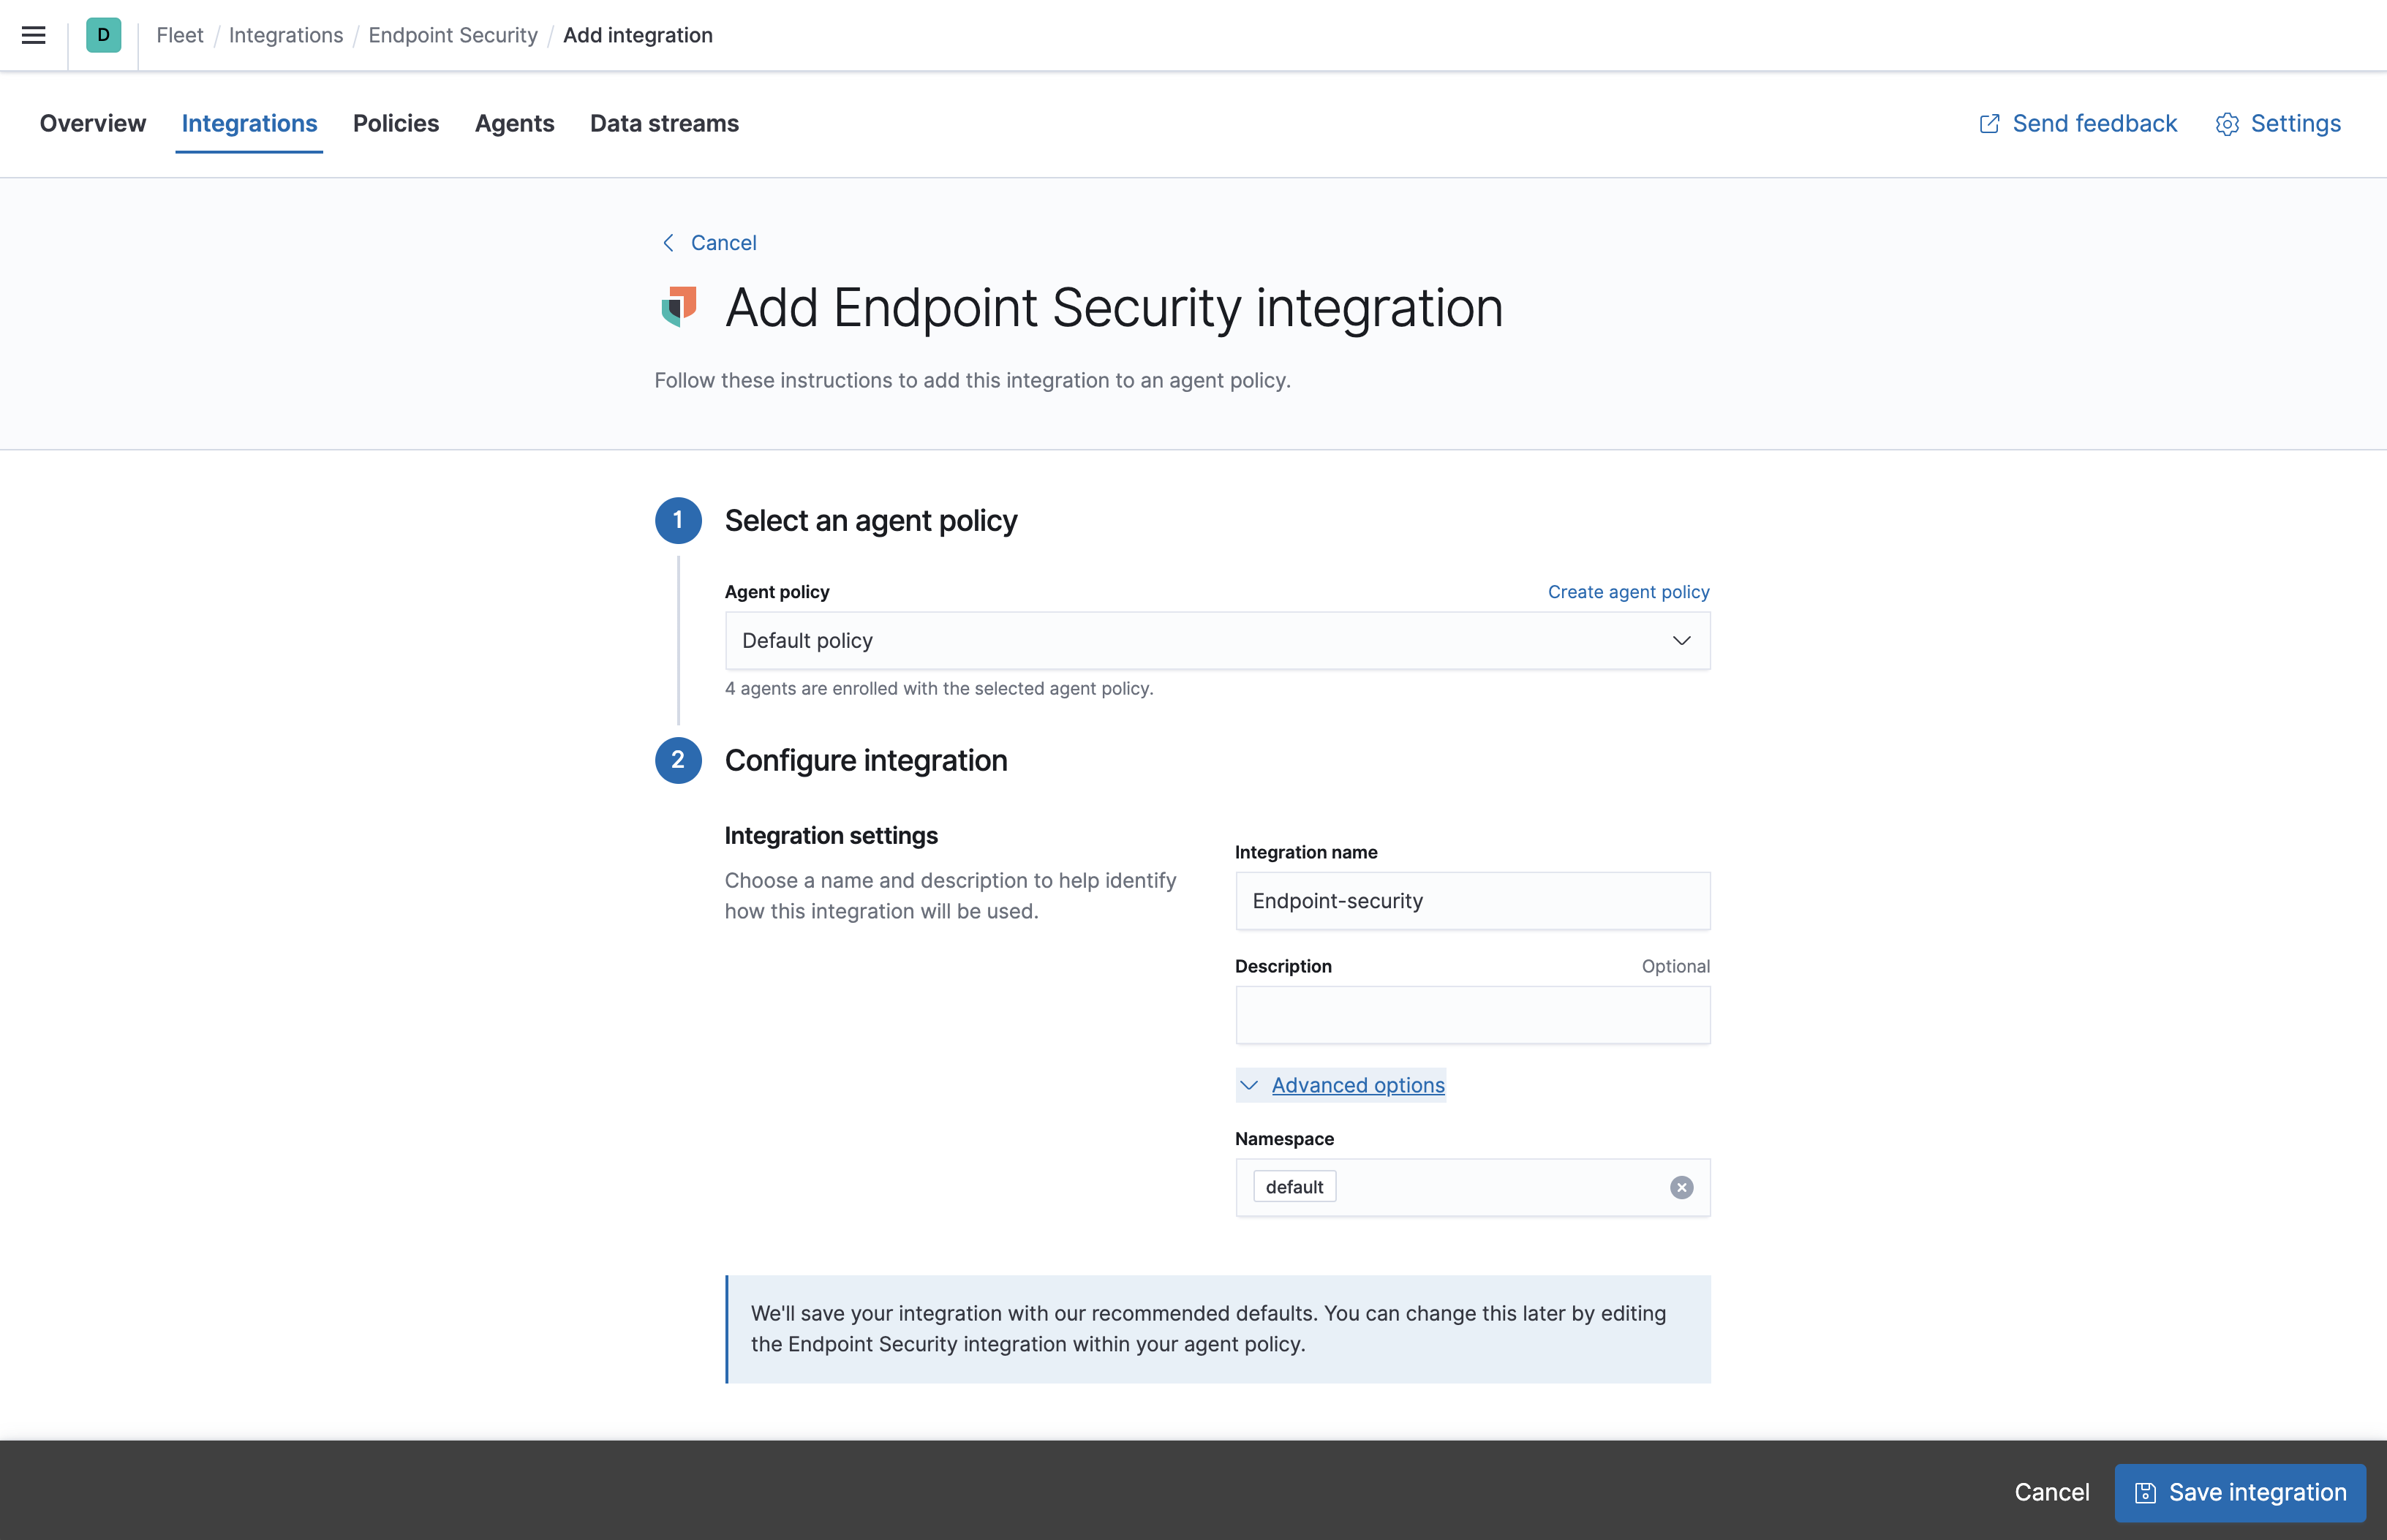 D Fleet / Integrations / Endpoint Security / Add integration
Overview Integrations Policies Agents Data streams Send feedback Settings
Cancel
Add Endpoint Security integration
Follow these instructions to add this integration to an agent policy.
1 Select an agent policy
Agent policy Create agent policy
Default policy
4 agents are enrolled with the selected agent policy.
2 Configure integration
Integration settings
Choose a name and description to help identify
how this integration will be used.
Integration name
Endpoint-security
Description Optional
Advanced options
Namespace
default
We'll save your integration with our recommended defaults. You can change this later by editing
the Endpoint Security integration within your agent policy.
Cancel Save integration